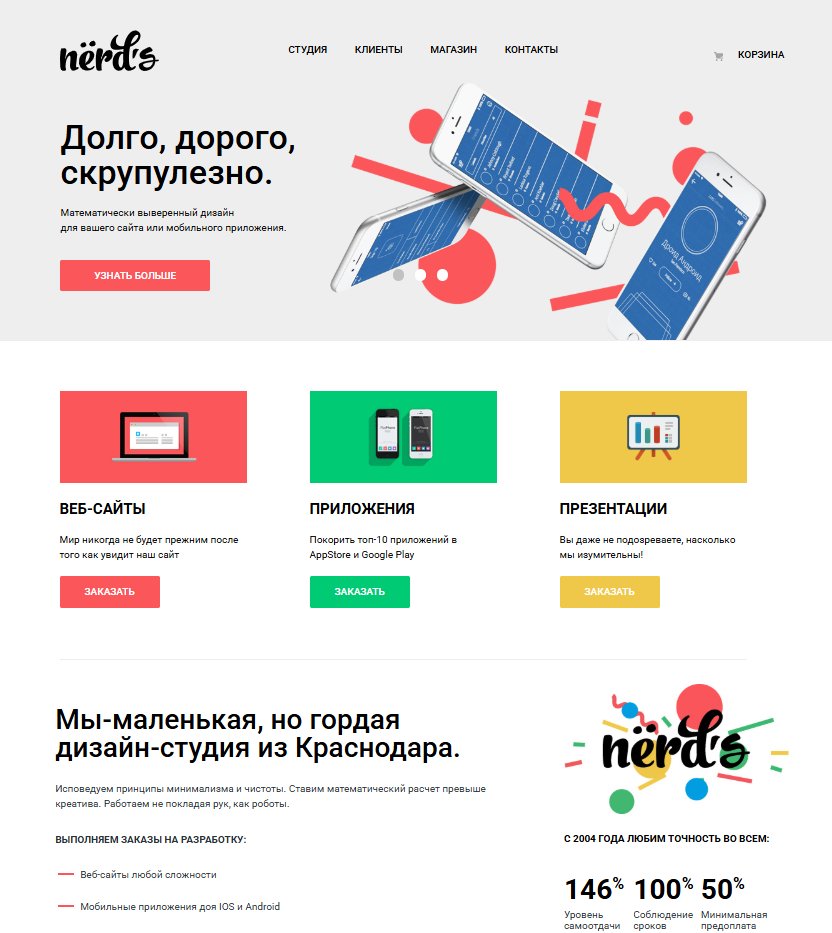 nërd's
СТУДИЯ КЛИЕНТЫ МАГАЗИН КОНТАКТЫ
КОРЗИНА
Долго, дорого,
скрупулезно.
Математически выверенный дизайн
для вашего сайта или мобильного приложения.
УЗНАТЬ БОЛЬШЕ
Дроид Андроид
ВЕБ-САЙТЫ
Мир никогда не будет прежним после
того как увидит наш сайт
ЗАКАЗАТЬ
ПРИЛОЖЕНИЯ
Покорить топ-10 приложений в
AppStore и Google Play
ЗАКАЗАТЬ
ПРЕЗЕНТАЦИИ
Вы даже не подозреваете, насколько
мы изумительны!
ЗАКАЗАТЬ
Мы-маленькая, но гордая
дизайн-студия из Краснодара.
Исповедуем принципы минимализма и чистоты. Ставим математический расчет превыше
креатива. Работаем не покладая рук, как роботы.
ВЫПОЛНЯЕМ ЗАКАЗЫ НА РАЗРАБОТКУ:
Веб-сайты любой сложности
Мобильные приложения доя IOS и Android
nërd's
С 2004 ГОДА ЛЮБИМ ТОЧНОСТЬ ВО ВСЕМ:
146% 100% 50%
Уровень Соблюдение Минимальная
самоотдачи сроков предоплата